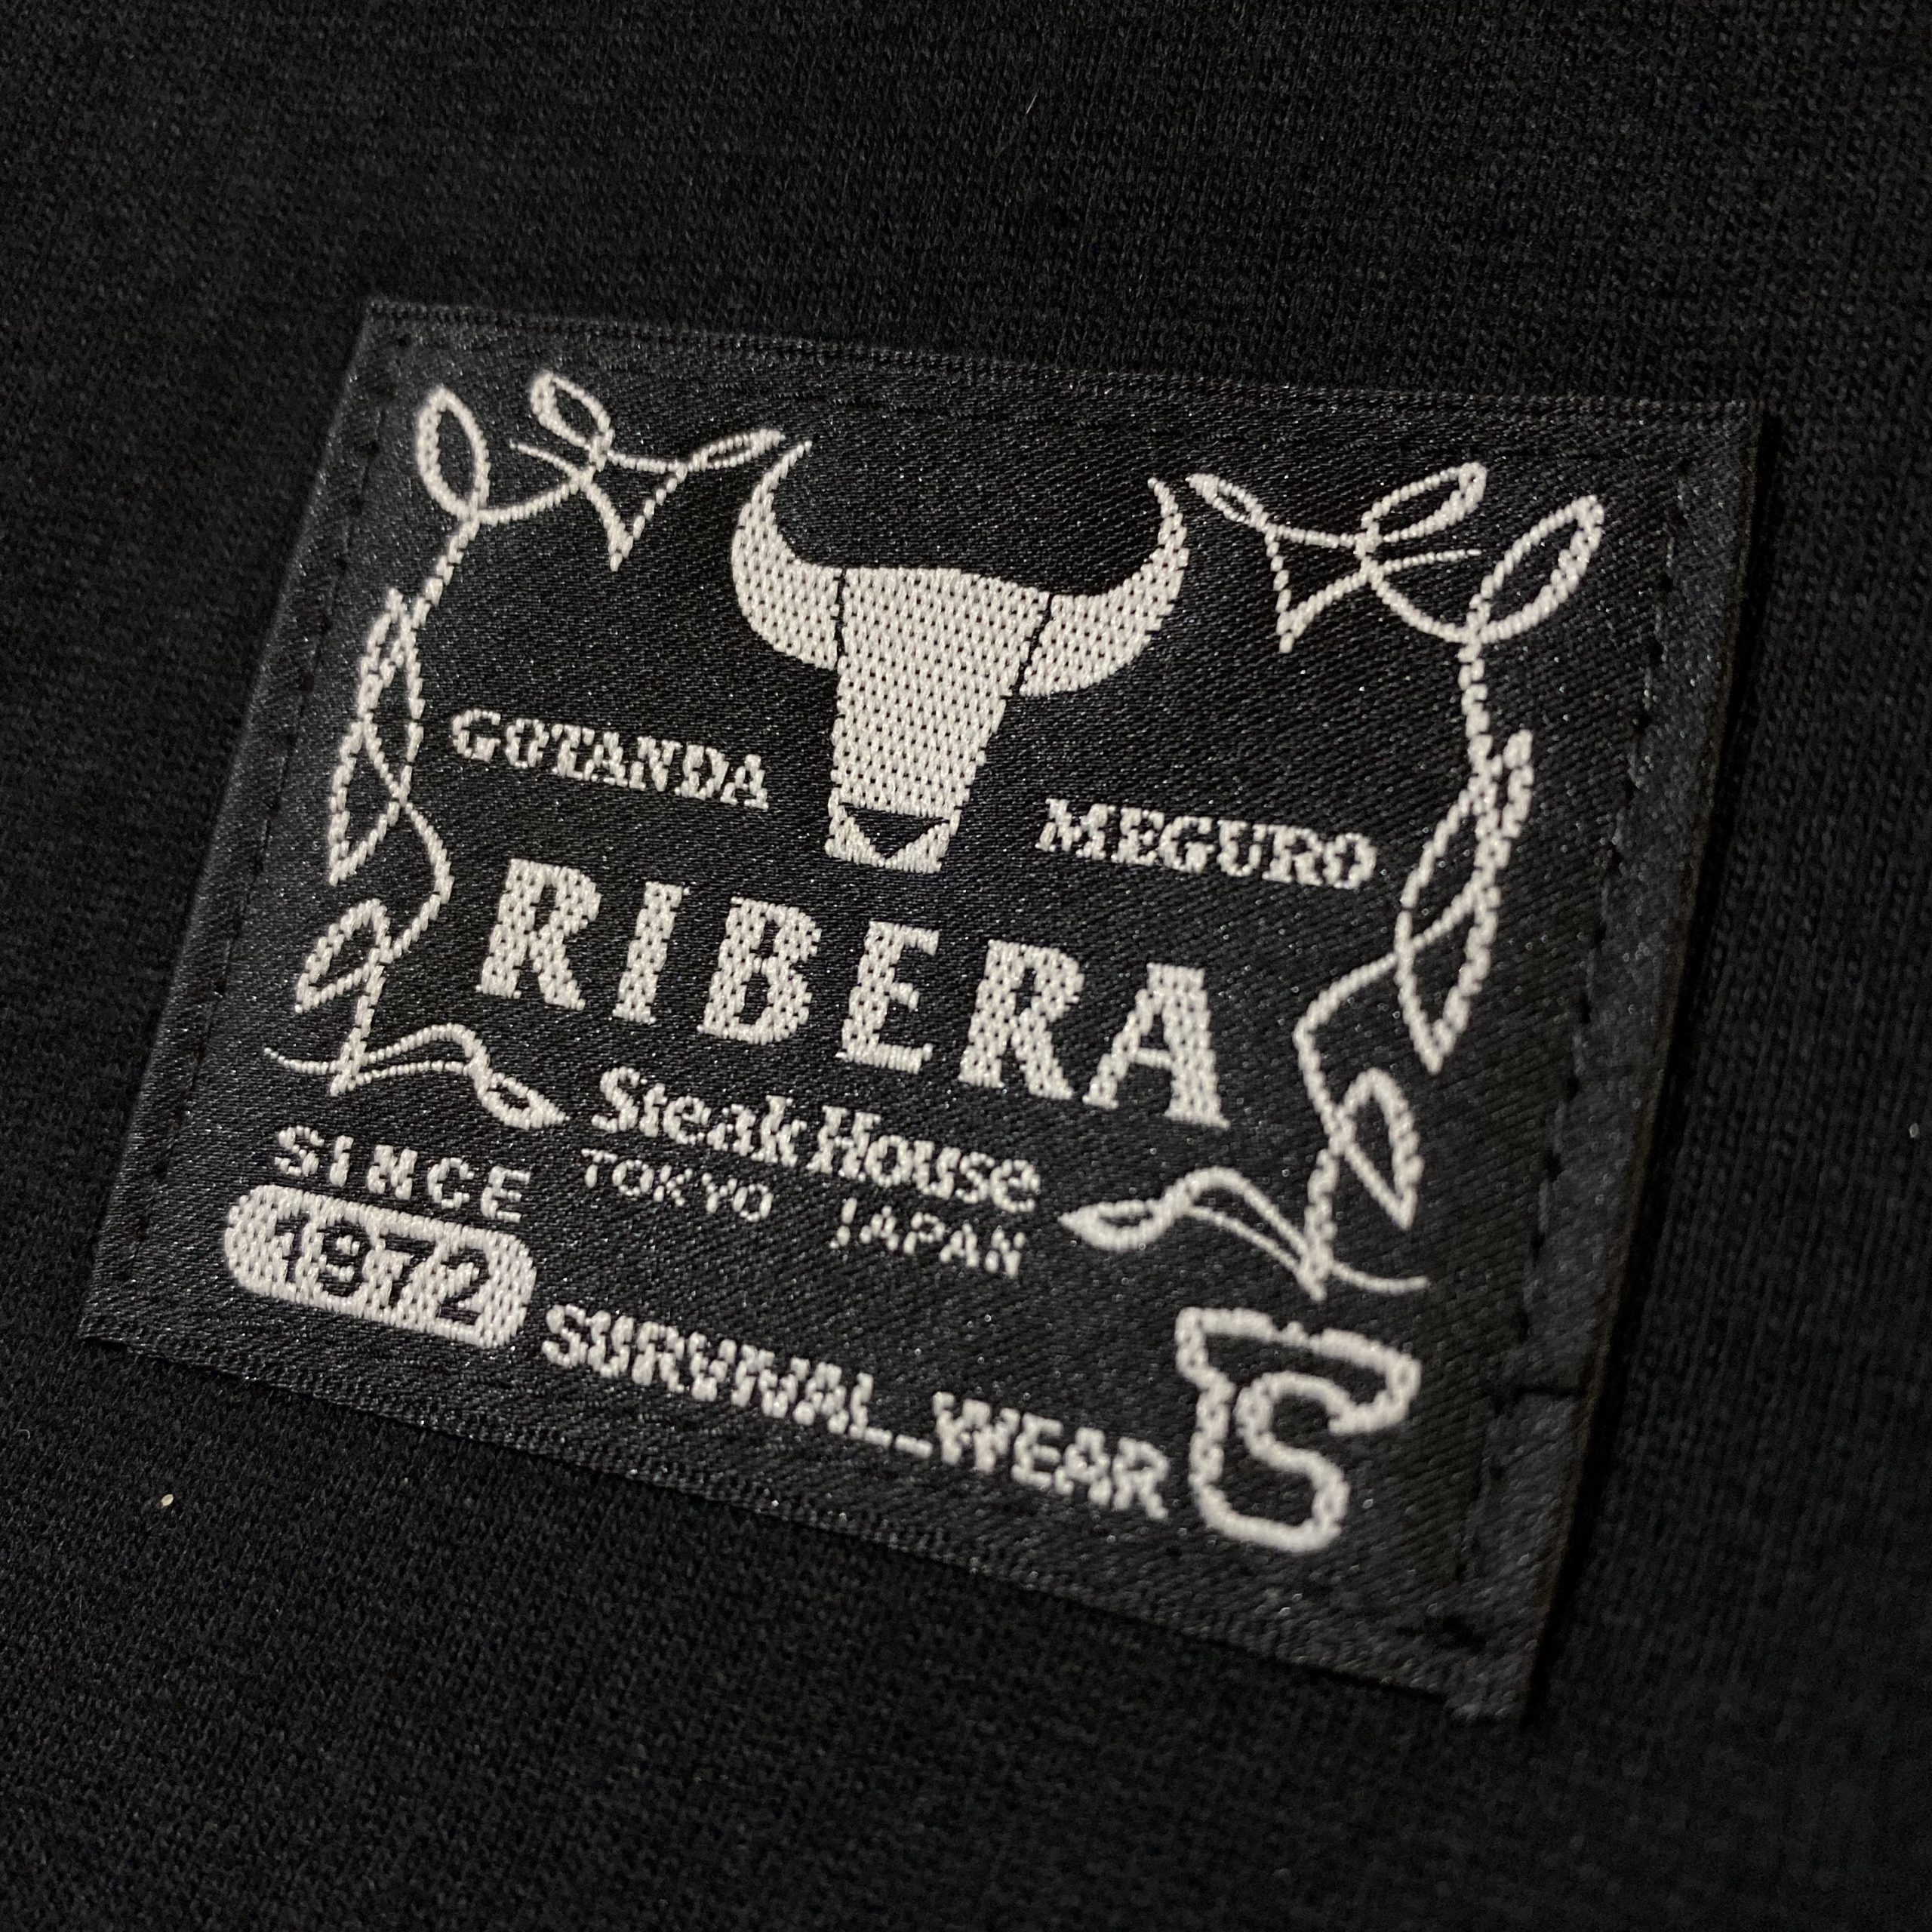 GOTANDA MEGURO
RIBERA
Steak House
TOKYO JAPAN
SINCE
1972
SURVIVAL_WEAR
S